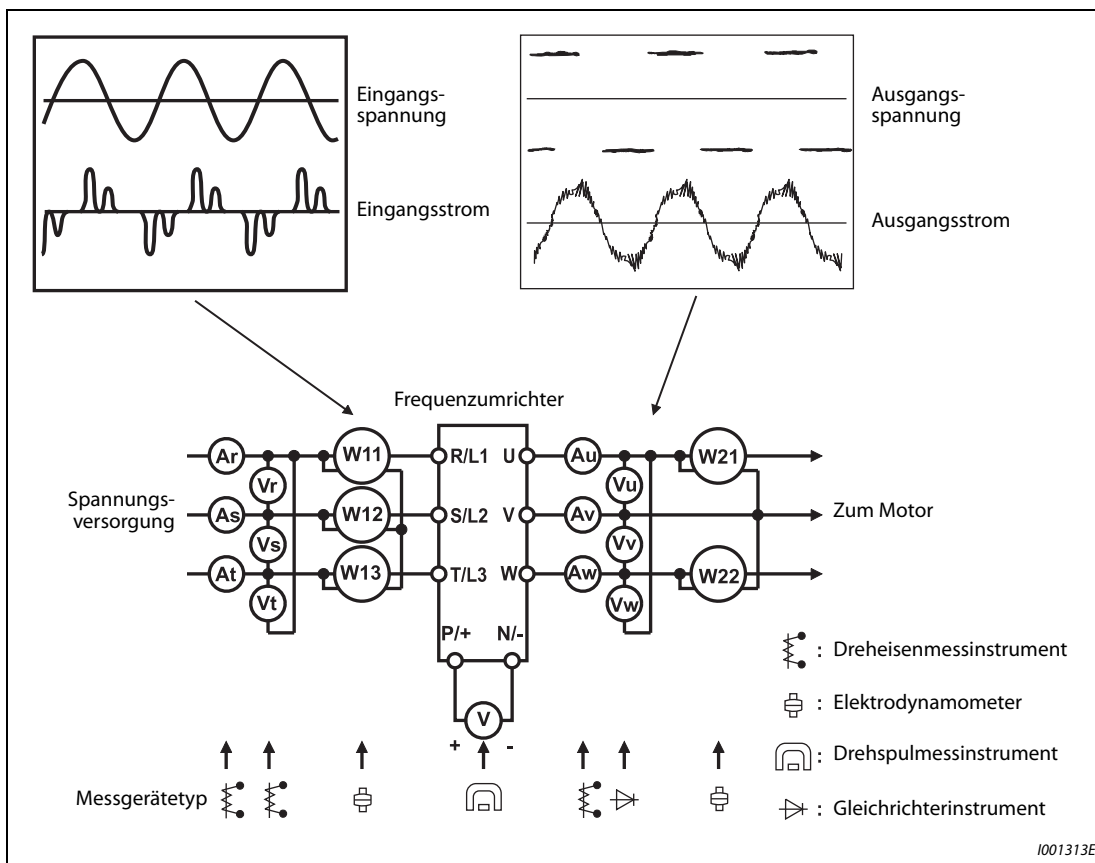 Eingangs-
spannung
Eingangsstrom
Ausgangs-
spannung
Ausgangsstrom
Frequenzumrichter
Ar W11 R/L1 U Au W21
Vr Vu
Spannungs-
versorgung
As W12 S/L2 V Av Zum Motor
Vs Vv
At W13 T/L3 W Aw W22
Vt Vw
P/+ N/-
V
+ -
Messgerätetyp
: Dreheisenmessinstrument
: Elektrodynamometer
: Drehspulmessinstrument
: Gleichrichterinstrument
I001313E